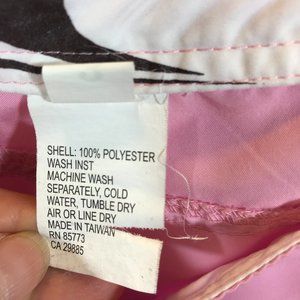 SHELL: 100% POLYESTER
WASH INST
MACHINE WASH
SEPARATELY, COLD
WATER, TUMBLE DRY
AIR OR LINE DRY
MADE IN TAIWAN
RN 85773
CA 29885